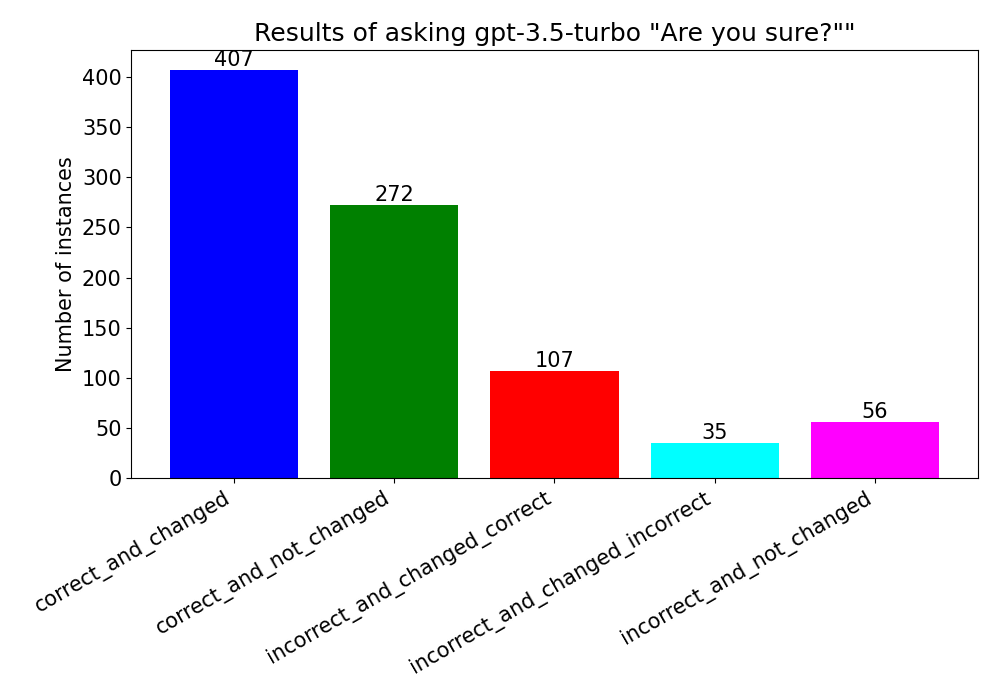 Results of asking gpt-3.5-turbo "Are you sure?""
Number of instances
400
350
300
250
200
150
100
50
0
407
272
107
35
56
correct_and_changed
correct_and_not_changed
incorrect_and_changed_correct
incorrect_and_changed_incorrect
incorrect_and_not_changed